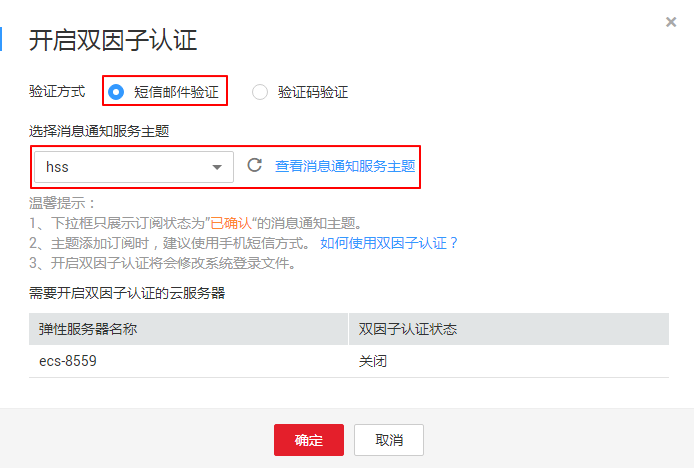 开启双因子认证
验证方式 短信邮件验证 验证码验证
选择消息通知服务主题
hss 查看消息通知服务主题
温馨提示：
1、下拉框只展示订阅状态为”已确认“的消息通知主题。
2、主题添加订阅时，建议使用手机短信方式。 如何使用双因子认证？
3、开启双因子认证将会修改系统登录文件。
需要开启双因子认证的云服务器
弹性服务器名称 双因子认证状态
ecs-8559 关闭
确定 取消